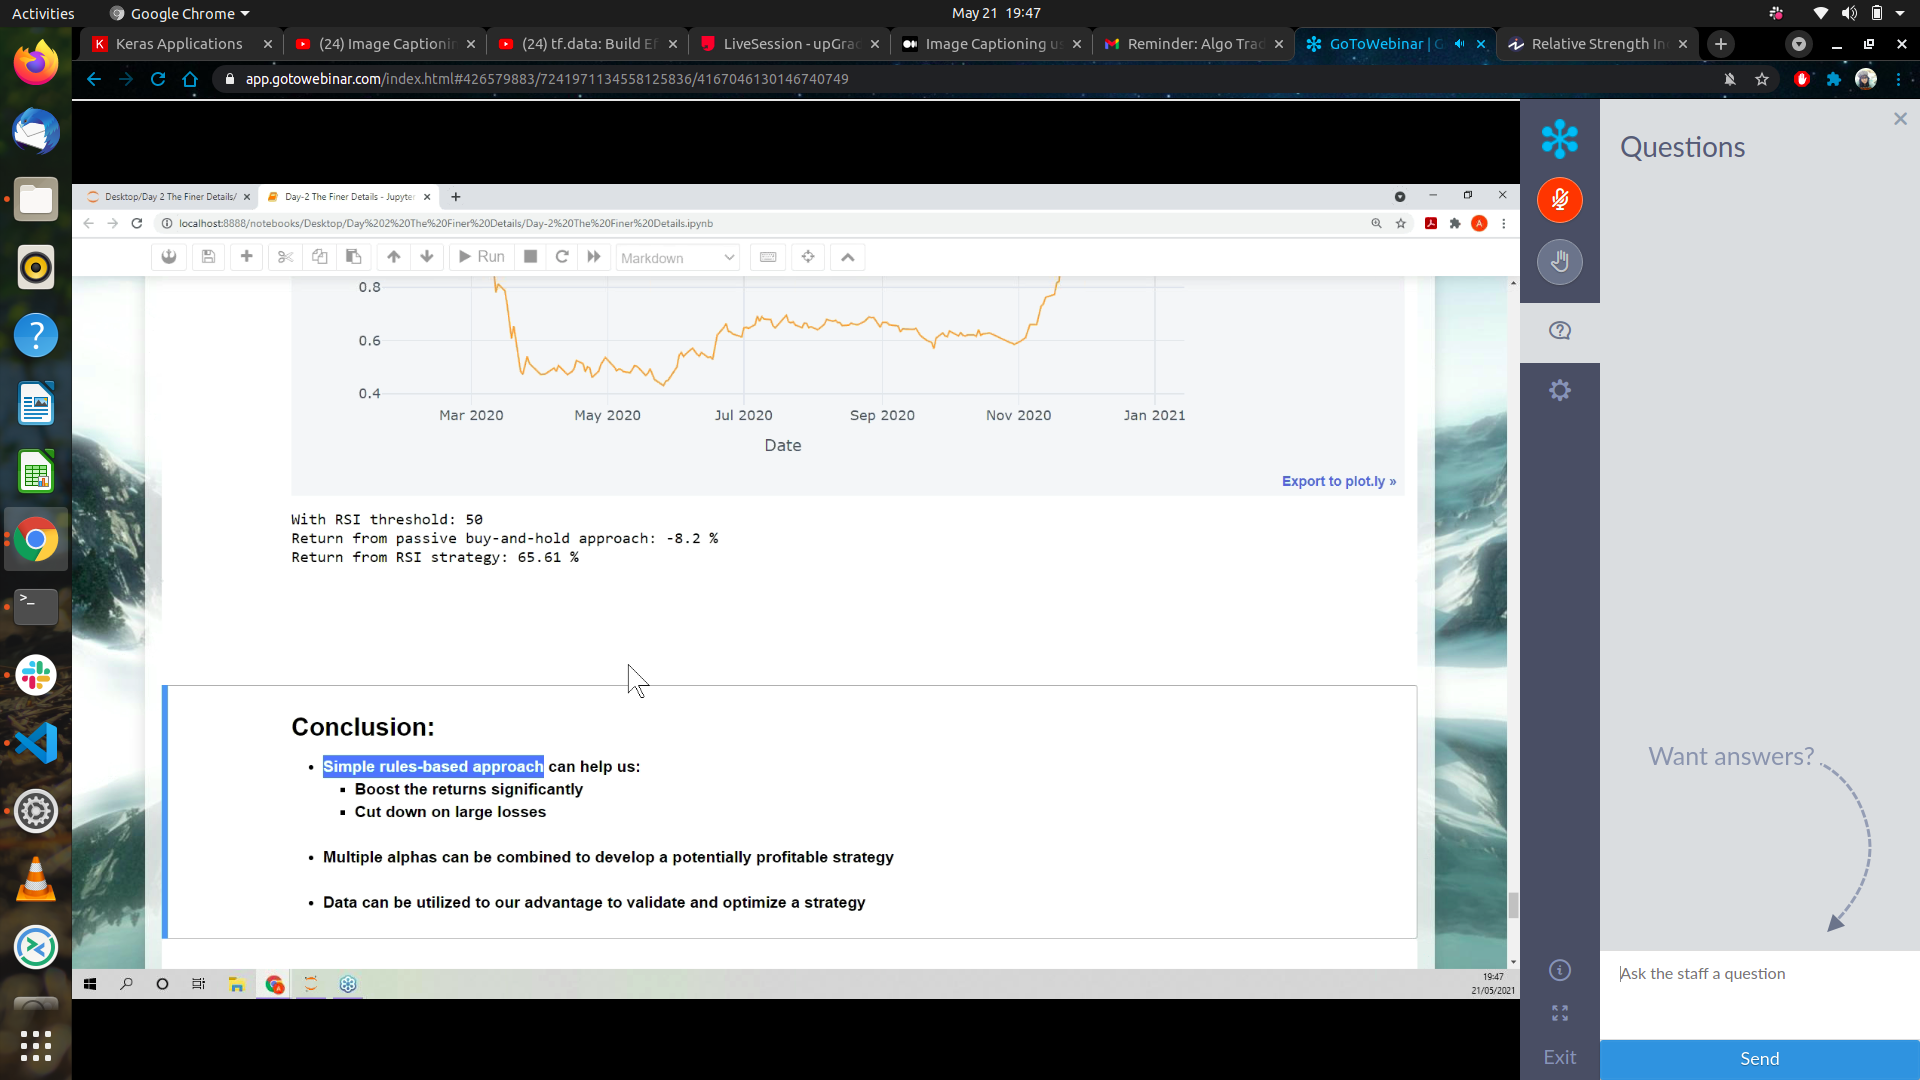 Activities
Google Chrome
May 21 19:47
Keras Applications
(24) Image Captionin
(24) tf.data: Build Ef
LiveSession - upGrad
Image Captioning us
Reminder: Algo Trad
GoToWebinar | G
Relative Strength In
app.gotowebinar.com/index.html#426579883/7241971134558125836/4167046130146740749
Desktop/Day 2 The Finer Details/
Day-2 The Finer Details - Jupyter
localhost:8888/notebooks/Desktop/Day%202%20The%20Finer%20Details/Day-2%20The%20Finer%20Details.ipynb
Run
Markdown
0.8
0.6
0.4
Mar 2020
May 2020
Jul 2020
Sep 2020
Nov 2020
Jan 2021
Date
Export to plot.ly »
With RSI threshold: 50
Return from passive buy-and-hold approach: -8.2 %
Return from RSI strategy: 65.61 %
Conclusion:
Simple rules-based approach can help us:
Boost the returns significantly
Cut down on large losses
Multiple alphas can be combined to develop a potentially profitable strategy
Data can be utilized to our advantage to validate and optimize a strategy
19:47
21/05/2021
Questions
Want answers?
Ask the staff a question
Exit
Send